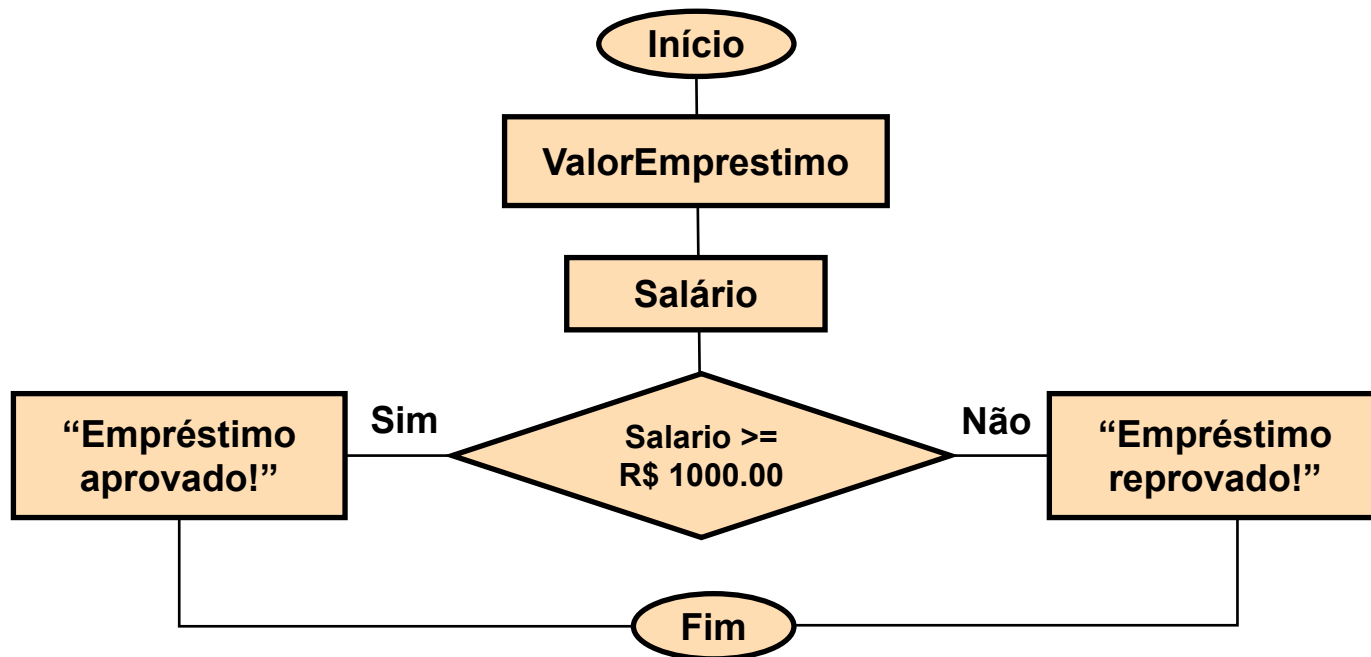 Início
ValorEmprestimo
Salário
Sim
Não
“Empréstimo
aprovado!”
Salario >=
R$ 1000.00
“Empréstimo
reprovado!”
Fim